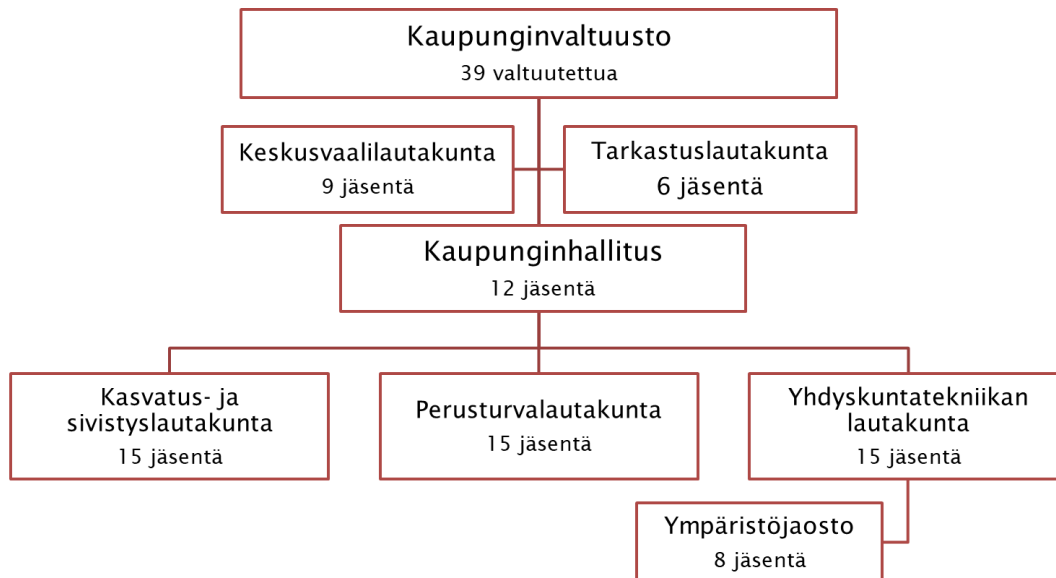 Kaupunginvaltuusto
39 valtuutettua
Keskusvaalilautakunta
9 jäsentä
Tarkastuslautakunta
6 jäsentä
Kaupunginhallitus
12 jäsentä
Kasvatus- ja
sivistyslautakunta
15 jäsentä
Perusturvalautakunta
15 jäsentä
Yhdyskuntatekniikan
lautakunta
15 jäsentä
Ympäristöjaosto
8 jäsentä